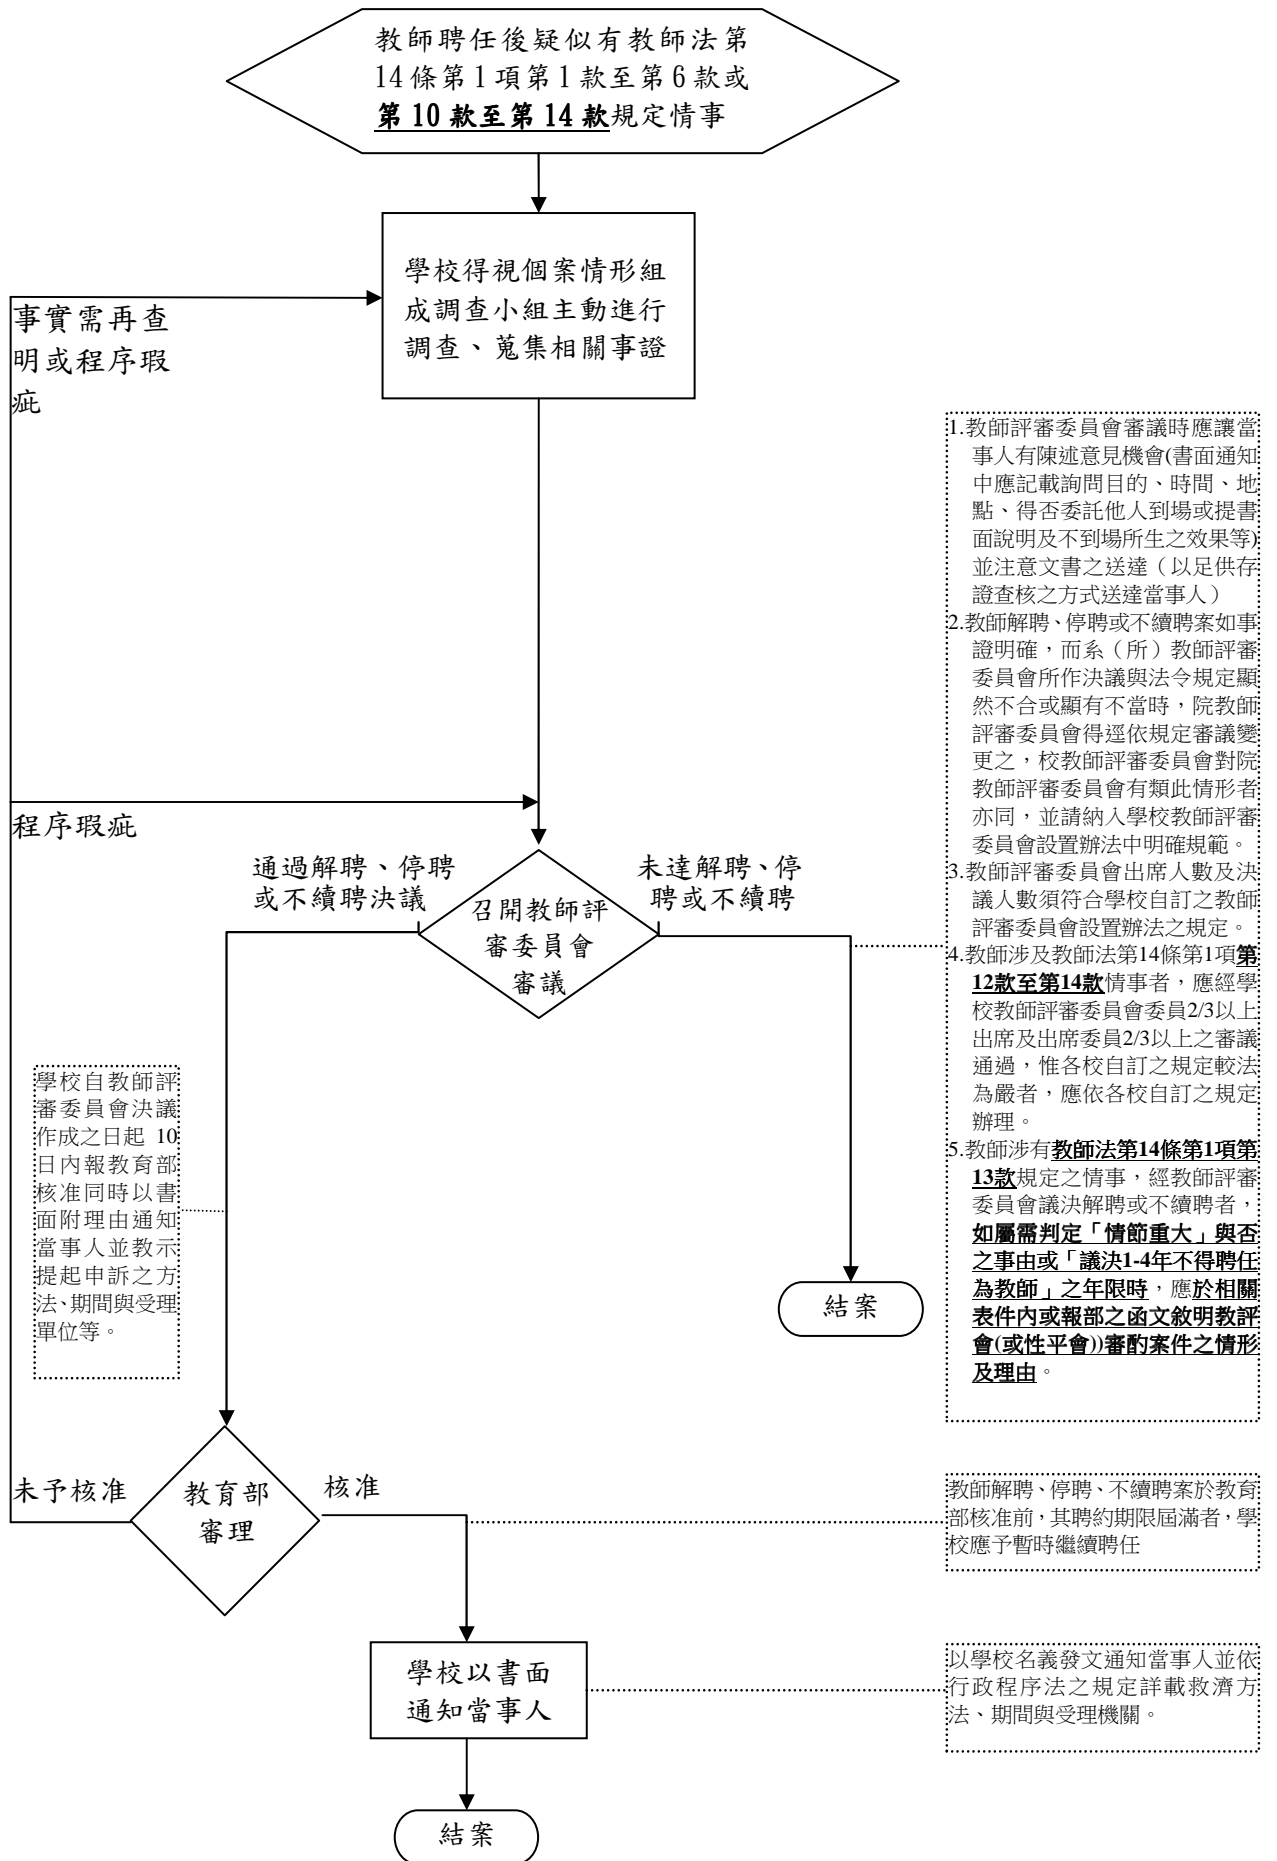 教師聘任後疑似有教師法第
14條第1項第1款至第6款或
第10款至第14款規定情事
學校得視個案情形組
成調查小組主動進行
調查、蒐集相關事證
事實需再查
明或程序瑕
疵
1.教師評審委員會審議時應讓當
事人有陳述意見機會(書面通知
中應記載詢問目的、時間、地
點、得否委託他人到場或提書
面說明及不到場所生之效果等)
並注意文書之送達（以足供存
證查核之方式送達當事人）
2.教師解聘、停聘或不續聘案如事
證明確，而系（所）教師評審
委員會所作決議與法令規定顯
然不合或顯有不當時，院教師
評審委員會得逕依規定審議變
更之，校教師評審委員會對院
教師評審委員會有類此情形者
亦同，並請納入學校教師評審
委員會設置辦法中明確規範。
3.教師評審委員會出席人數及決
議人數須符合學校自訂之教師
評審委員會設置辦法之規定。
4.教師涉及教師法第14條第1項第
12款至第14款情事者，應經學
校教師評審委員會委員2/3以上
出席及出席委員2/3以上之審議
通過，惟各校自訂之規定較法
為嚴者，應依各校自訂之規定
辦理。
5.教師涉有教師法第14條第1項第
13款規定之情事，經教師評審
委員會議決解聘或不續聘者，
如屬需判定「情節重大」與否
之事由或「議決1-4年不得聘任
為教師」之年限時，應於相關
表件內或報部之函文敘明教評
會(或性平會))審酌案件之情形
及理由。
程序瑕疵
通過解聘、停聘
或不續聘決議
未達解聘、停
聘或不續聘
召開教師評
審委員會
審議
學校自教師評
審委員會決議
作成之日起 10
日內報教育部
核准同時以書
面附理由通知
當事人並教示
提起申訴之方
法、期間與受理
單位等。
結案
未予核准
教育部
審理
核准
教師解聘、停聘、不續聘案於教育
部核准前，其聘約期限屆滿者，學
校應予暫時繼續聘任
學校以書面
通知當事人
以學校名義發文通知當事人並依
行政程序法之規定詳載救濟方
法、期間與受理機關。
結案